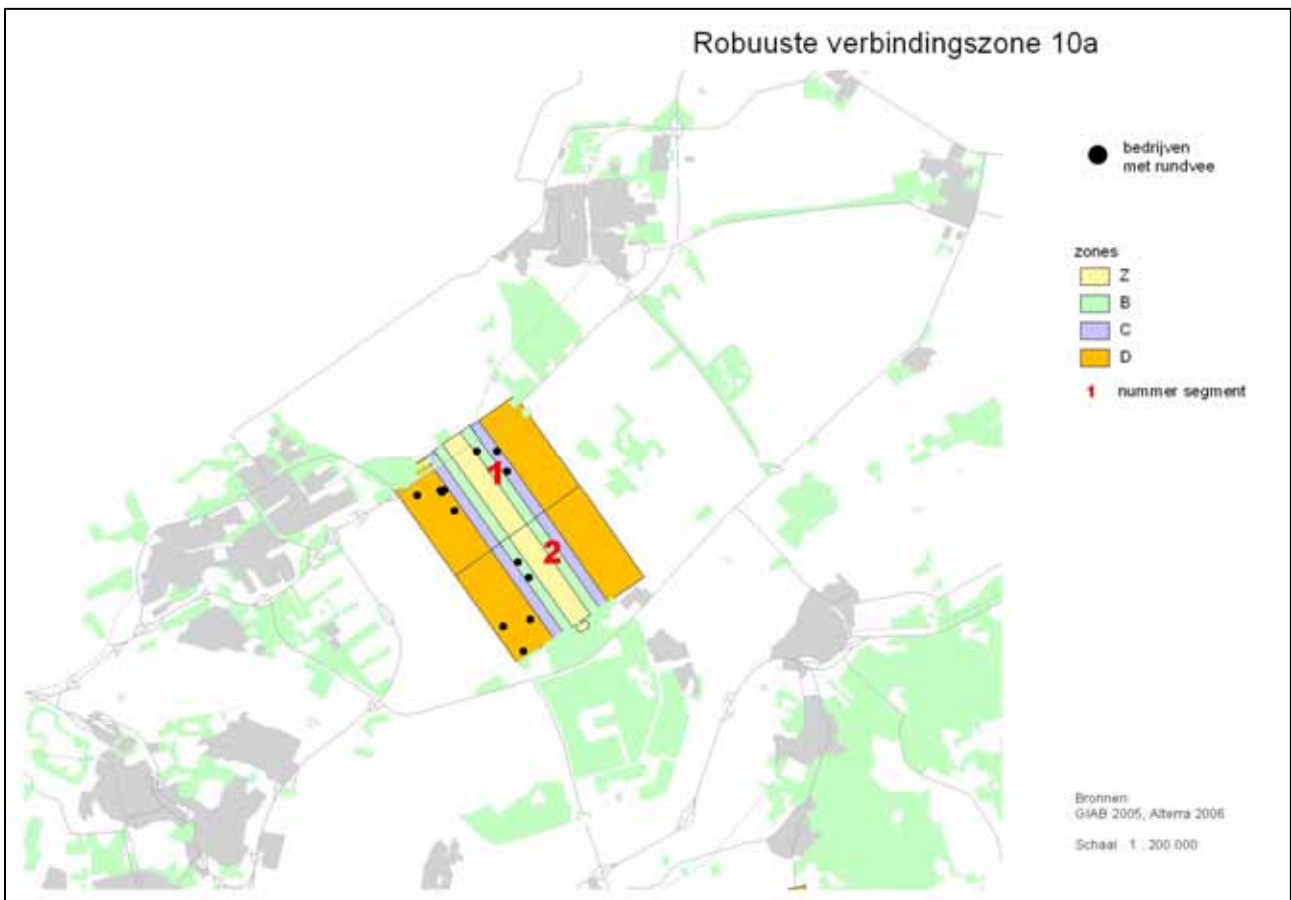 Robuuste verbindingszone 10a
bedrijven
met rundvee
zones
Z
B
C
D
1 nummer segment
1
2
Bronnen:
GIAB 2005, Alterra 2006
Schaal 1 : 200.000